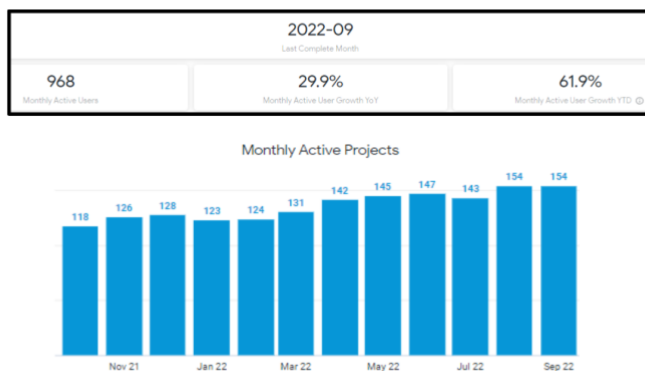 2022-09
Last Complete Month
968
Monthly Active Users
29.9%
Monthly Active User Growth YoY
61.9%
Monthly Active User Growth YTD
Monthly Active Projects
118 126 128 123 124 131 142 145 147 143 154 154
Nov 21 Jan 22 Mar 22 May 22 Jul 22 Sep 22